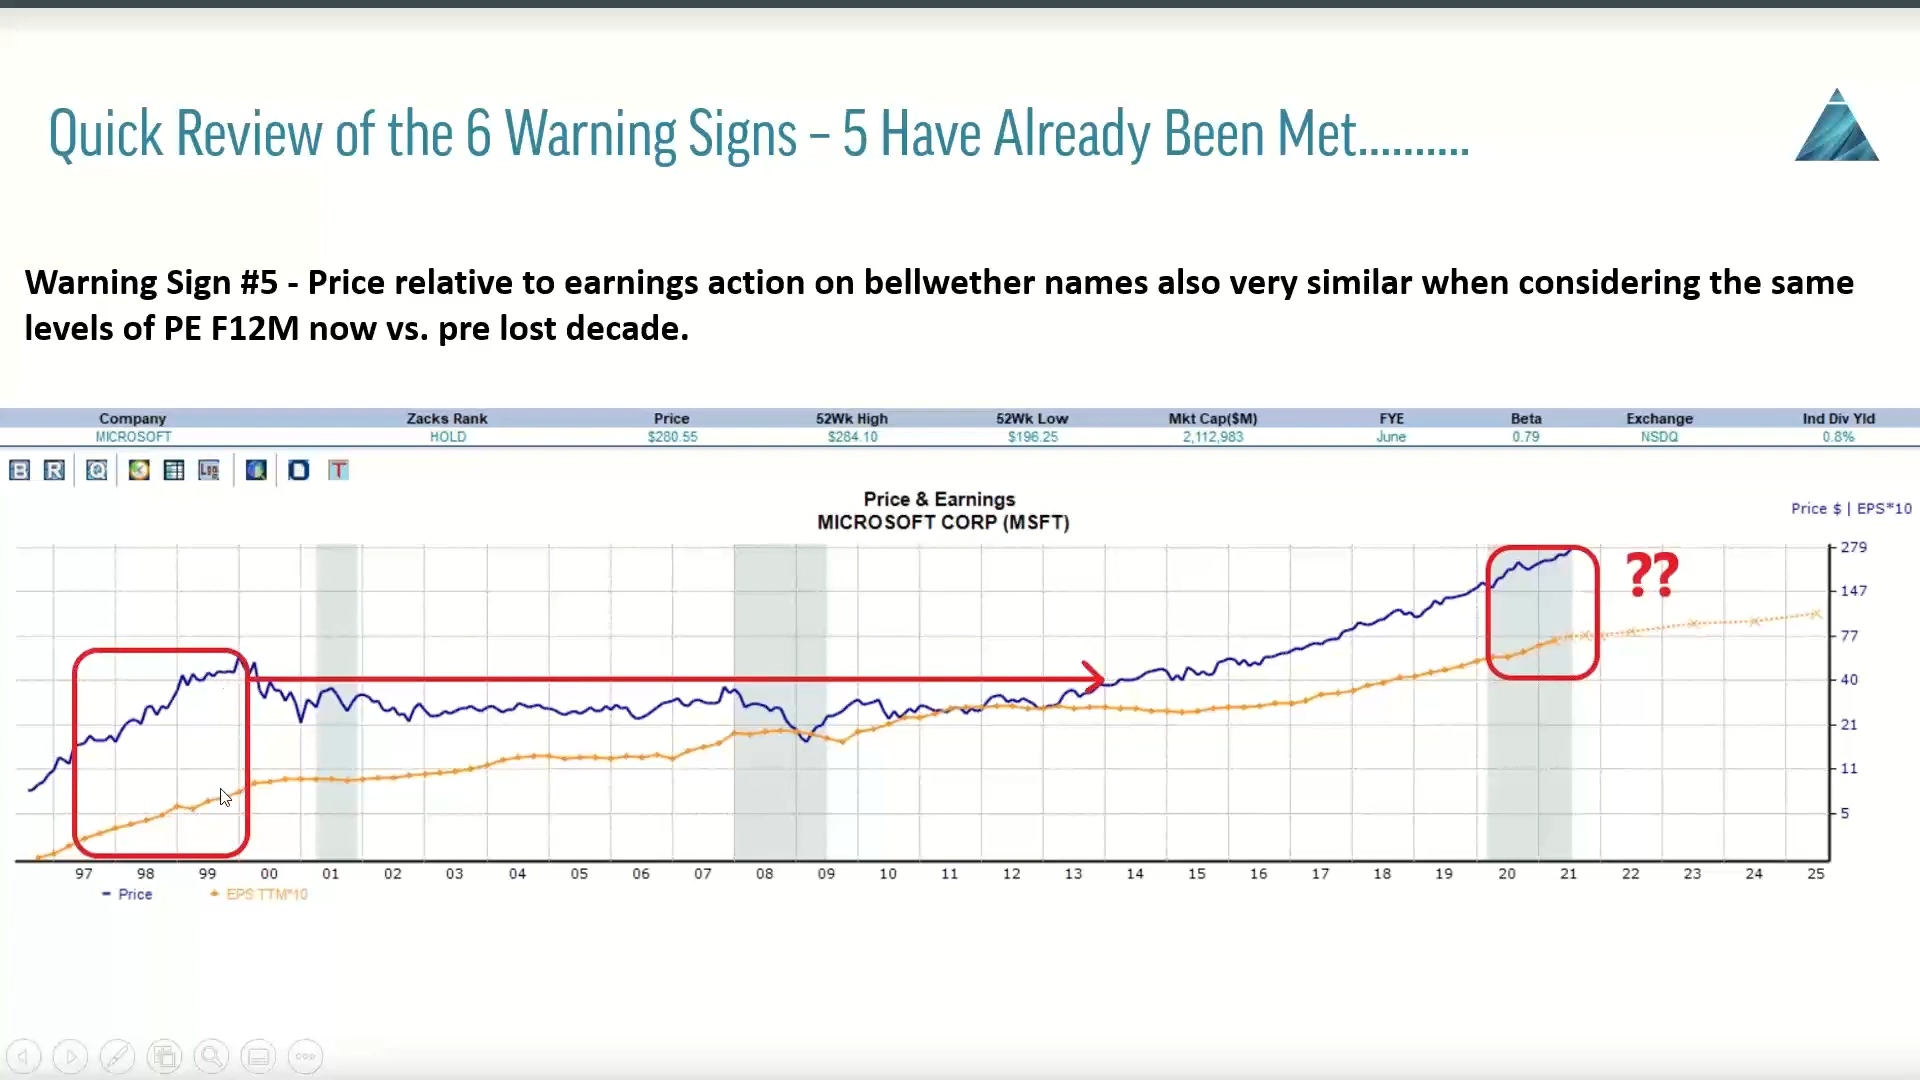 Quick Review of the 6 Warning Signs – 5 Have Already Been Met..........
Warning Sign #5 - Price relative to earnings action on bellwether names also very similar when considering the same
levels of PE F12M now vs. pre lost decade.
Company Zacks Rank Price 52Wk High 52Wk Low Mkt Cap($M) FYE Beta Exchange Ind Div Yld
MICROSOFT HOLD $280.55 $284.10 $196.25 2,112,983 June 0.79 NSDQ 0.8%
B R Log T
Price & Earnings
MICROSOFT CORP (MSFT)
Price $ | EPS*10
279
??
147
77
40
21
11
5
97 98 99 00 01 02 03 04 05 06 07 08 09 10 11 12 13 14 15 16 17 18 19 20 21 22 23 24 25
Price EPS TTM*10